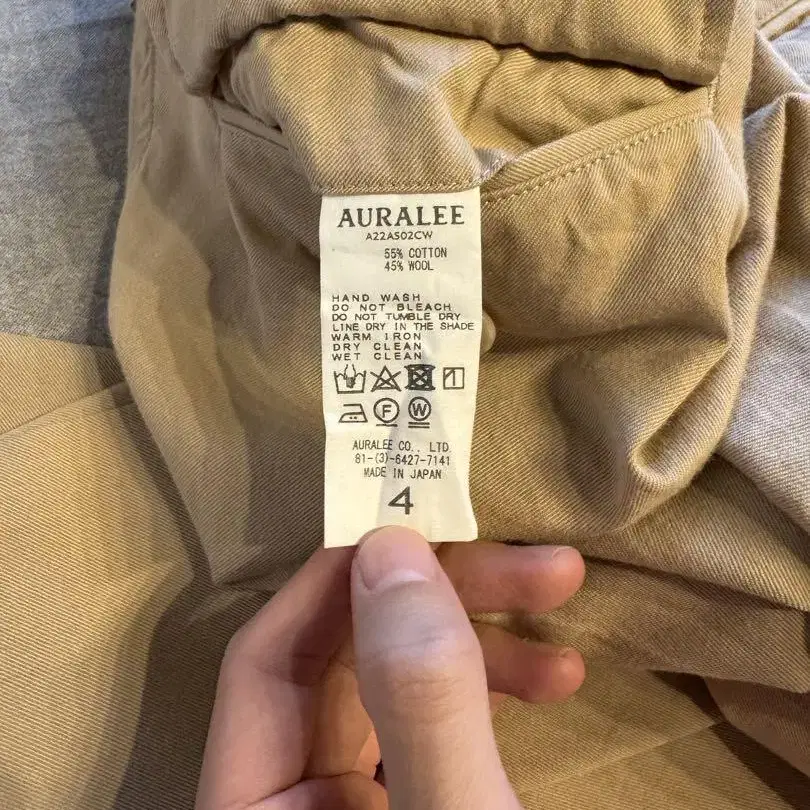 AURALEE
A22AS02CW
55% COTTON
45% WOOL
HAND WASH
DO NOT BLEACH
DO NOT TUMBLE DRY
LINE DRY IN THE SHADE
WARM IRON
DRY CLEAN
WET CLEAN
F W
AURALEE CO., LTD.
81-(3)-6427-7141
MADE IN JAPAN
4